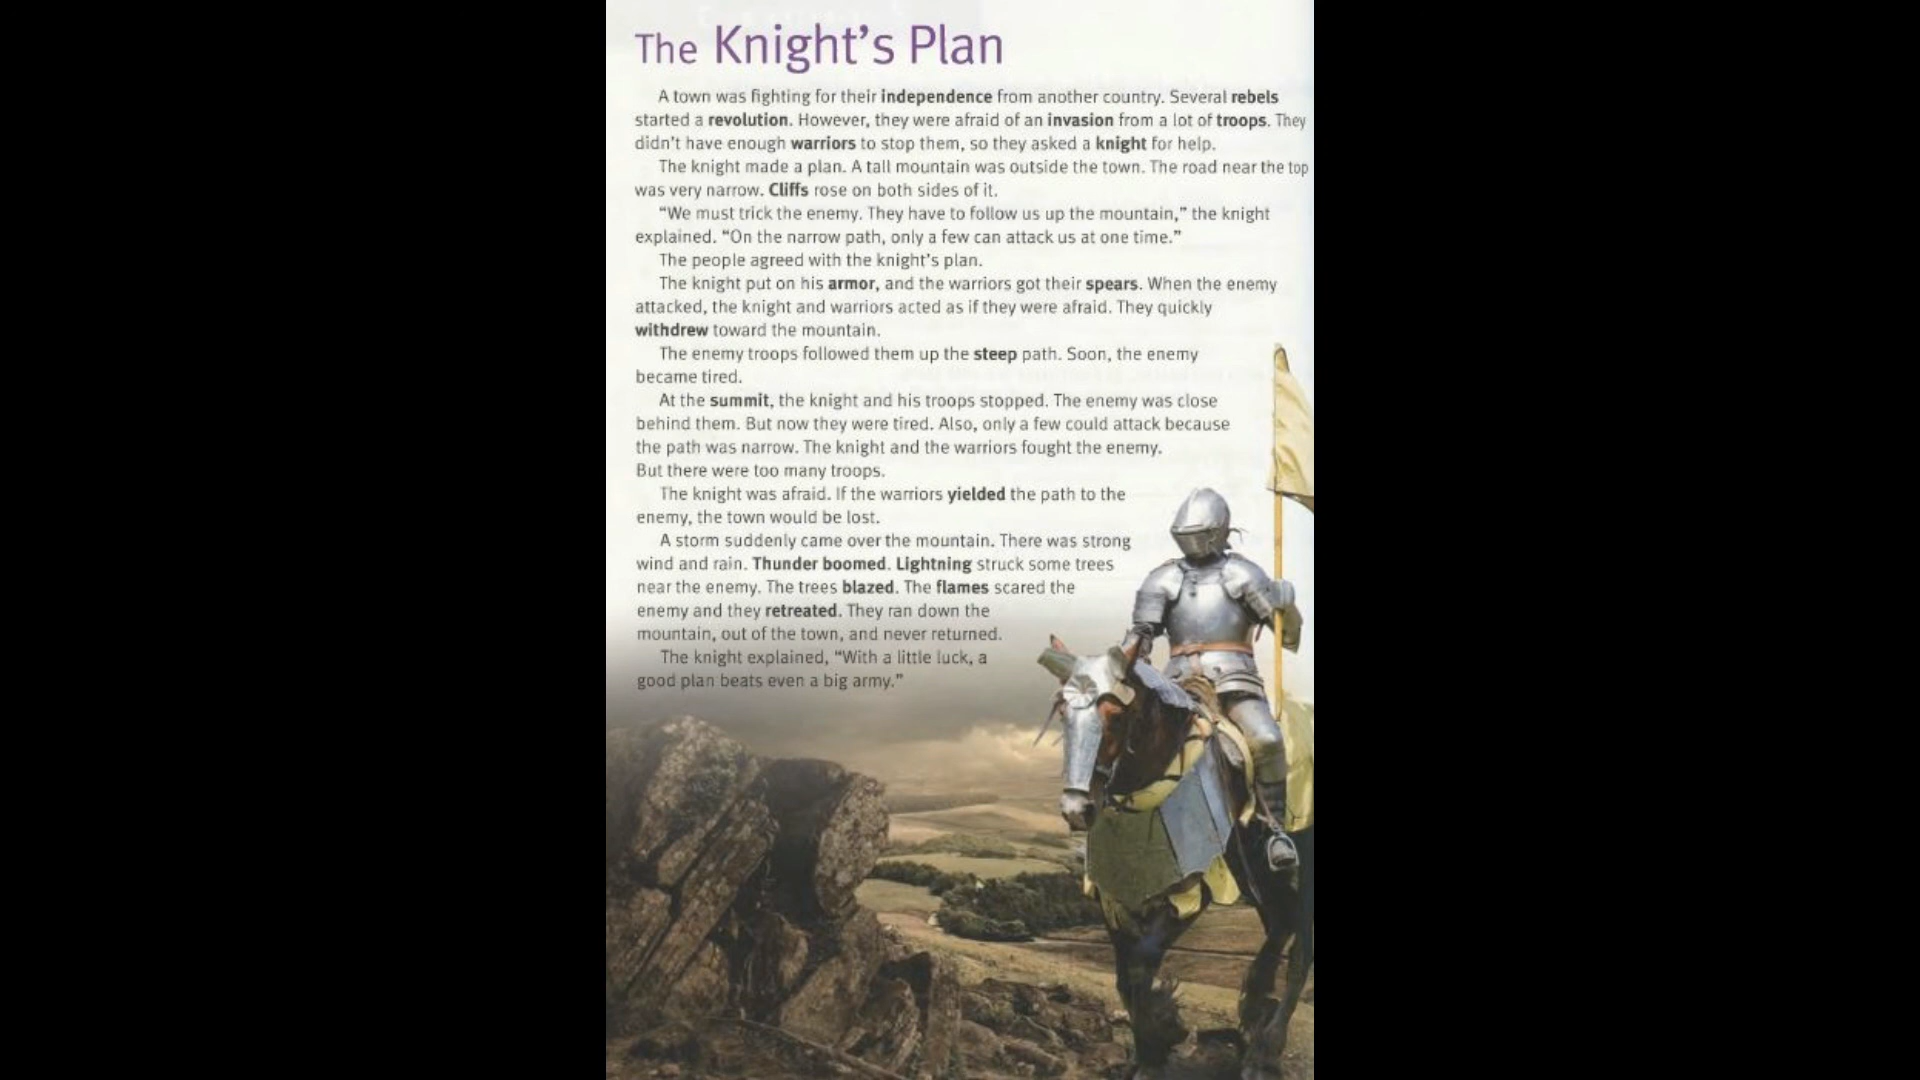 The Knight's Plan
A town was fighting for their independence from another country. Several rebels
started a revolution. However, they were afraid of an invasion from a lot of troops. They
didn't have enough warriors to stop them, so they asked a knight for help.
The knight made a plan. A tall mountain was outside the town. The road near the top
was very narrow. Cliffs rose on both sides of it.
"We must trick the enemy. They have to follow us up the mountain," the knight
explained. "On the narrow path, only a few can attack us at one time."
The people agreed with the knight's plan.
The knight put on his armor, and the warriors got their spears. When the enemy
attacked, the knight and warriors acted as if they were afraid. They quickly
withdrew toward the mountain.
The enemy troops followed them up the steep path. Soon, the enemy
became tired.
At the summit, the knight and his troops stopped. The enemy was close
behind them. But now they were tired. Also, only a few could attack because
the path was narrow. The knight and the warriors fought the enemy.
But there were too many troops.
The knight was afraid. If the warriors yielded the path to the
enemy, the town would be lost.
A storm suddenly came over the mountain. There was strong
wind and rain. Thunder boomed. Lightning struck some trees
near the enemy. The trees blazed. The flames scared the
enemy and they retreated. They ran down the
mountain, out of the town, and never returned.
The knight explained, "With a little luck, a
good plan beats even a big army."